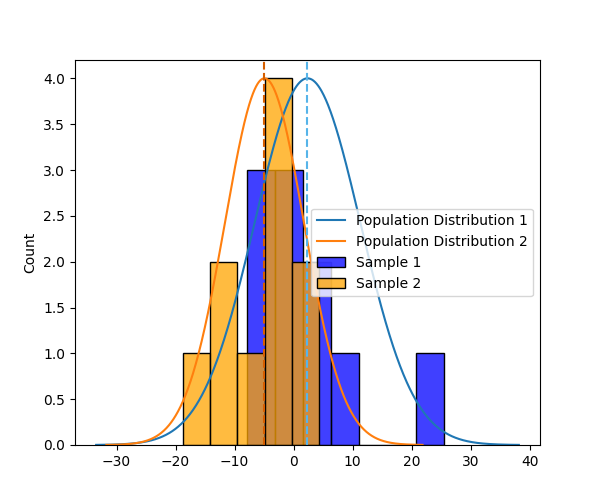 4.0
3.5
3.0
2.5
2.0
1.5
1.0
0.5
0.0
Count
Population Distribution 1
Population Distribution 2
Sample 1
Sample 2
−30 −20 −10 0 10 20 30 40